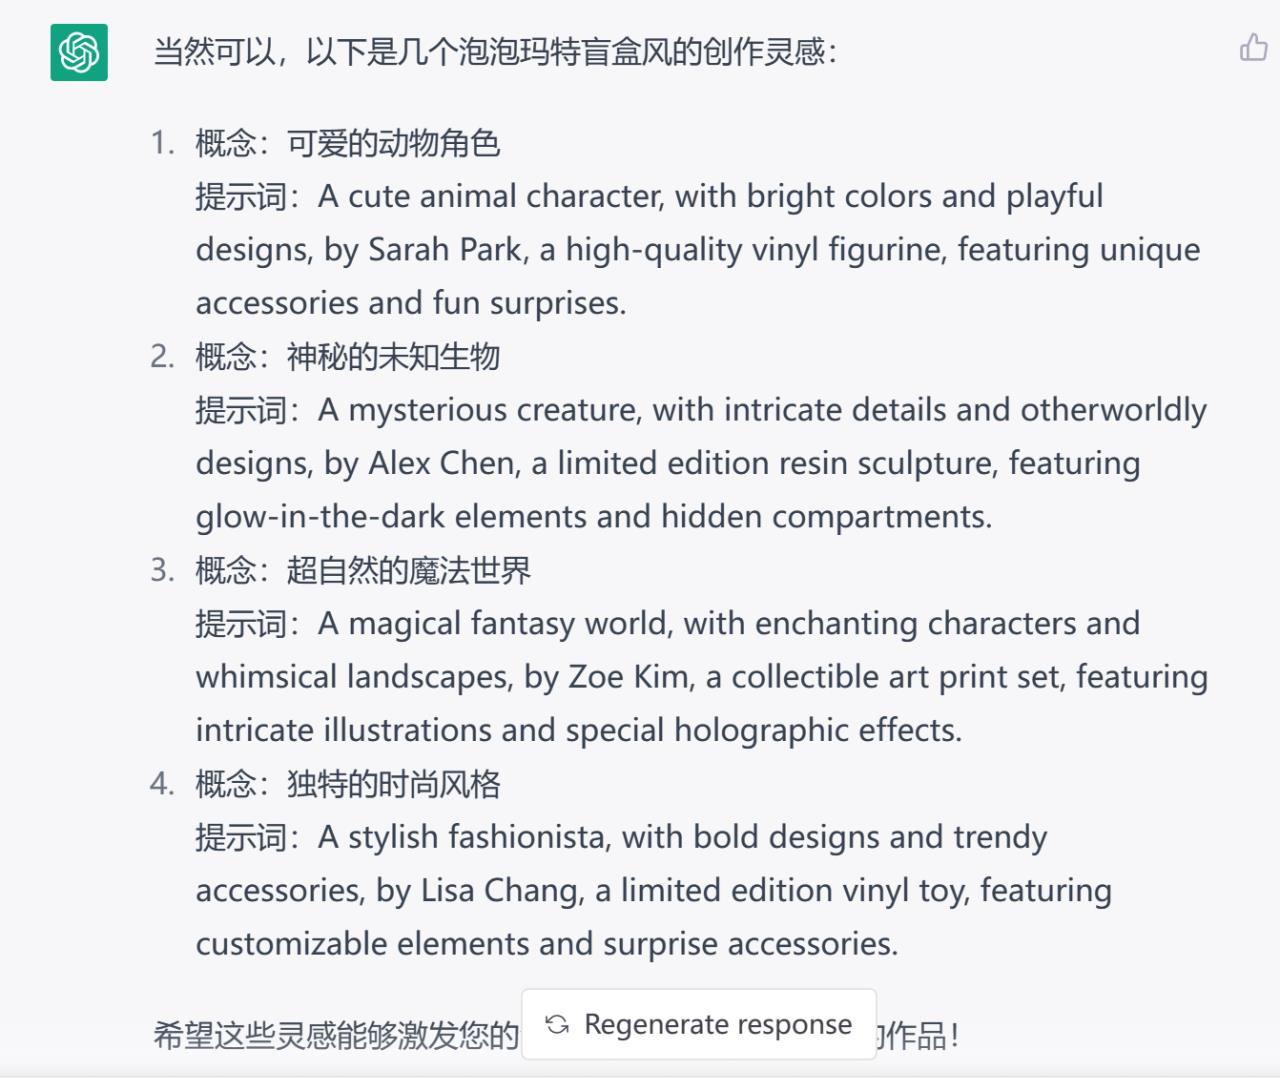 当然可以，以下是几个泡泡玛特盲盒风的创作灵感：
1. 概念：可爱的动物角色
提示词：A cute animal character, with bright colors and playful
designs, by Sarah Park, a high-quality vinyl figurine, featuring unique
accessories and fun surprises.
2. 概念：神秘的未知生物
提示词：A mysterious creature, with intricate details and otherworldly
designs, by Alex Chen, a limited edition resin sculpture, featuring
glow-in-the-dark elements and hidden compartments.
3. 概念：超自然的魔法世界
提示词：A magical fantasy world, with enchanting characters and
whimsical landscapes, by Zoe Kim, a collectible art print set, featuring
intricate illustrations and special holographic effects.
4. 概念：独特的时尚风格
提示词：A stylish fashionista, with bold designs and trendy
accessories, by Lisa Chang, a limited edition vinyl toy, featuring
customizable elements and surprise accessories.
希望这些灵感能够激发您的 作品！
Regenerate response